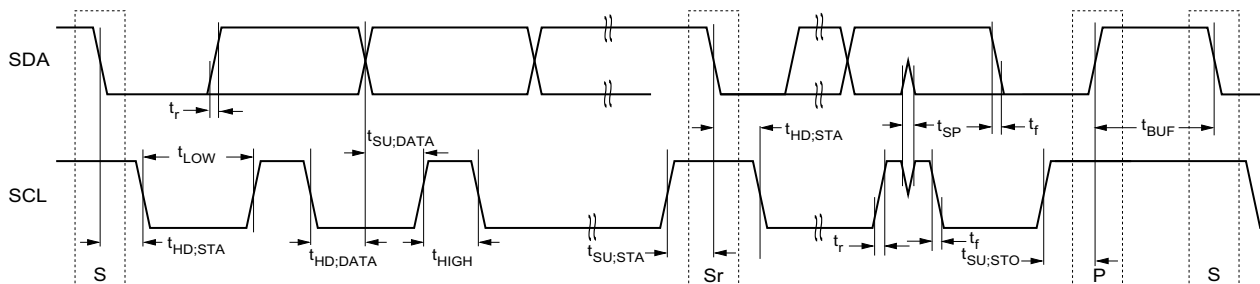 SDA
t_r
t_SU;DATA
t_HD;STA
t_SP
t_f
t_BUF
t_LOW
SCL
t_HD;STA
t_HD;DATA
t_HIGH
t_SU;STA
t_r
t_f
t_SU;STO
S
Sr
P
S